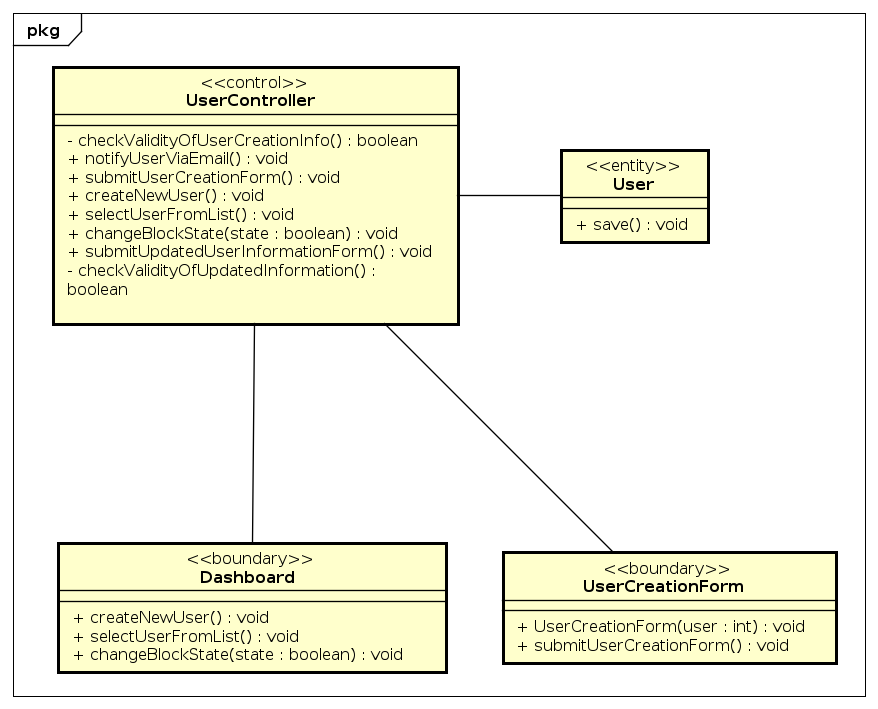 pkg
<<control>>
UserController
- checkValidityOfUserCreationInfo() : boolean
+ notifyUserViaEmail() : void
+ submitUserCreationForm() : void
+ createNewUser() : void
+ selectUserFromList() : void
+ changeBlockState(state : boolean) : void
+ submitUpdatedUserInformationForm() : void
- checkValidityOfUpdatedInformation() :
boolean
<<entity>>
User
+ save() : void
<<boundary>>
Dashboard
+ createNewUser() : void
+ selectUserFromList() : void
+ changeBlockState(state : boolean) : void
<<boundary>>
UserCreationForm
+ UserCreationForm(user : int) : void
+ submitUserCreationForm() : void